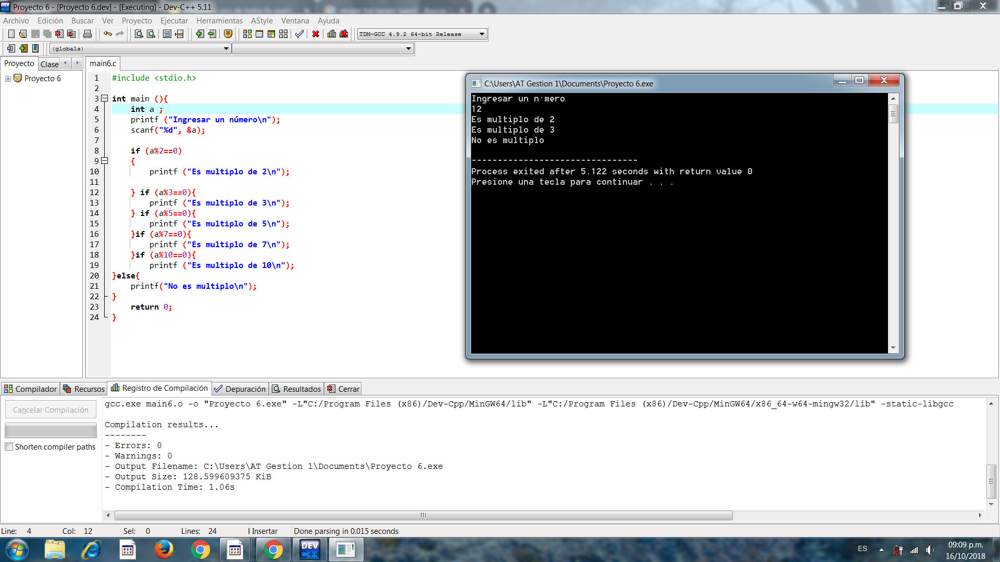 Proyecto 6 - [Proyecto 6.dev] - [Executing] - Dev-C++ 5.11
Archivo Edición Buscar Ver Proyecto Ejecutar Herramientas AStyle Ventana Ayuda
TDM-GCC 4.9.2 64-bit Release
(globals)
Proyecto Clase main6.c
Proyecto 6
1 #include <stdio.h>
2
3 int main (){
4 int a ;
5 printf ("Ingresar un número\n");
6 scanf("%d", &a);
7
8 if (a%2==0)
9 {
10 printf ("Es multiplo de 2\n");
11
12 } if (a%3==0){
13 printf ("Es multiplo de 3\n");
14 } if (a%5==0){
15 printf ("Es multiplo de 5\n");
16 }if (a%7==0){
17 printf ("Es multiplo de 7\n");
18 }if (a%10==0){
19 printf ("Es multiplo de 10\n");
20 }else{
21 printf("No es multiplo\n");
22 }
23 return 0;
24 }
C:\Users\AT Gestion 1\Documents\Proyecto 6.exe
Ingresar un n·mero
12
Es multiplo de 2
Es multiplo de 3
No es multiplo
--------------------------------
Process exited after 5.122 seconds with return value 0
Presione una tecla para continuar . . .
Compilador Recursos Registro de Compilación Depuración Resultados Cerrar
Cancelar Compilación
Shorten compiler paths
gcc.exe main6.o -o "Proyecto 6.exe" -L"C:/Program Files (x86)/Dev-Cpp/MinGW64/lib" -L"C:/Program Files (x86)/Dev-Cpp/MinGW64/x86_64-w64-mingw32/lib" -static-libgcc
Compilation results...
--------
- Errors: 0
- Warnings: 0
- Output Filename: C:\Users\AT Gestion 1\Documents\Proyecto 6.exe
- Output Size: 128.599609375 KiB
- Compilation Time: 1.06s
Line: 4 Col: 12 Sel: 0 Lines: 24 Insertar Done parsing in 0.015 seconds
DEV C++
ES
09:09 p.m.
16/10/2018